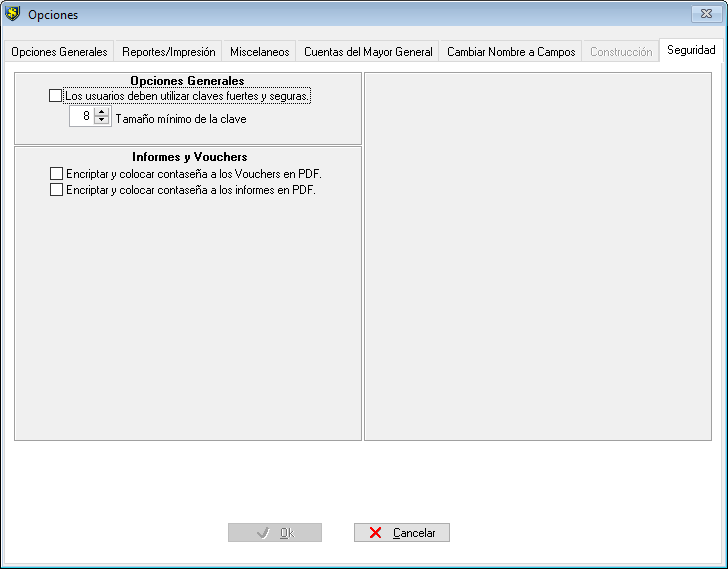 Opciones
Opciones Generales Reportes/Impresión Miscelaneos Cuentas del Mayor General Cambiar Nombre a Campos Construcción Seguridad
Opciones Generales
Los usuarios deben utilizar claves fuertes y seguras.
8 Tamaño mínimo de la clave
Informes y Vouchers
Encriptar y colocar contaseña a los Vouchers en PDF.
Encriptar y colocar contaseña a los informes en PDF.
Ok Cancelar